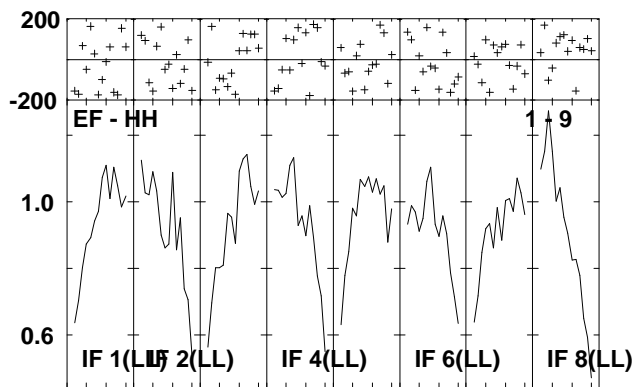 200
-200
EF - HH 1 - 9
1.0
0.6
IF 1(LL) IF 2(LL) IF 4(LL) IF 6(LL) IF 8(LL)